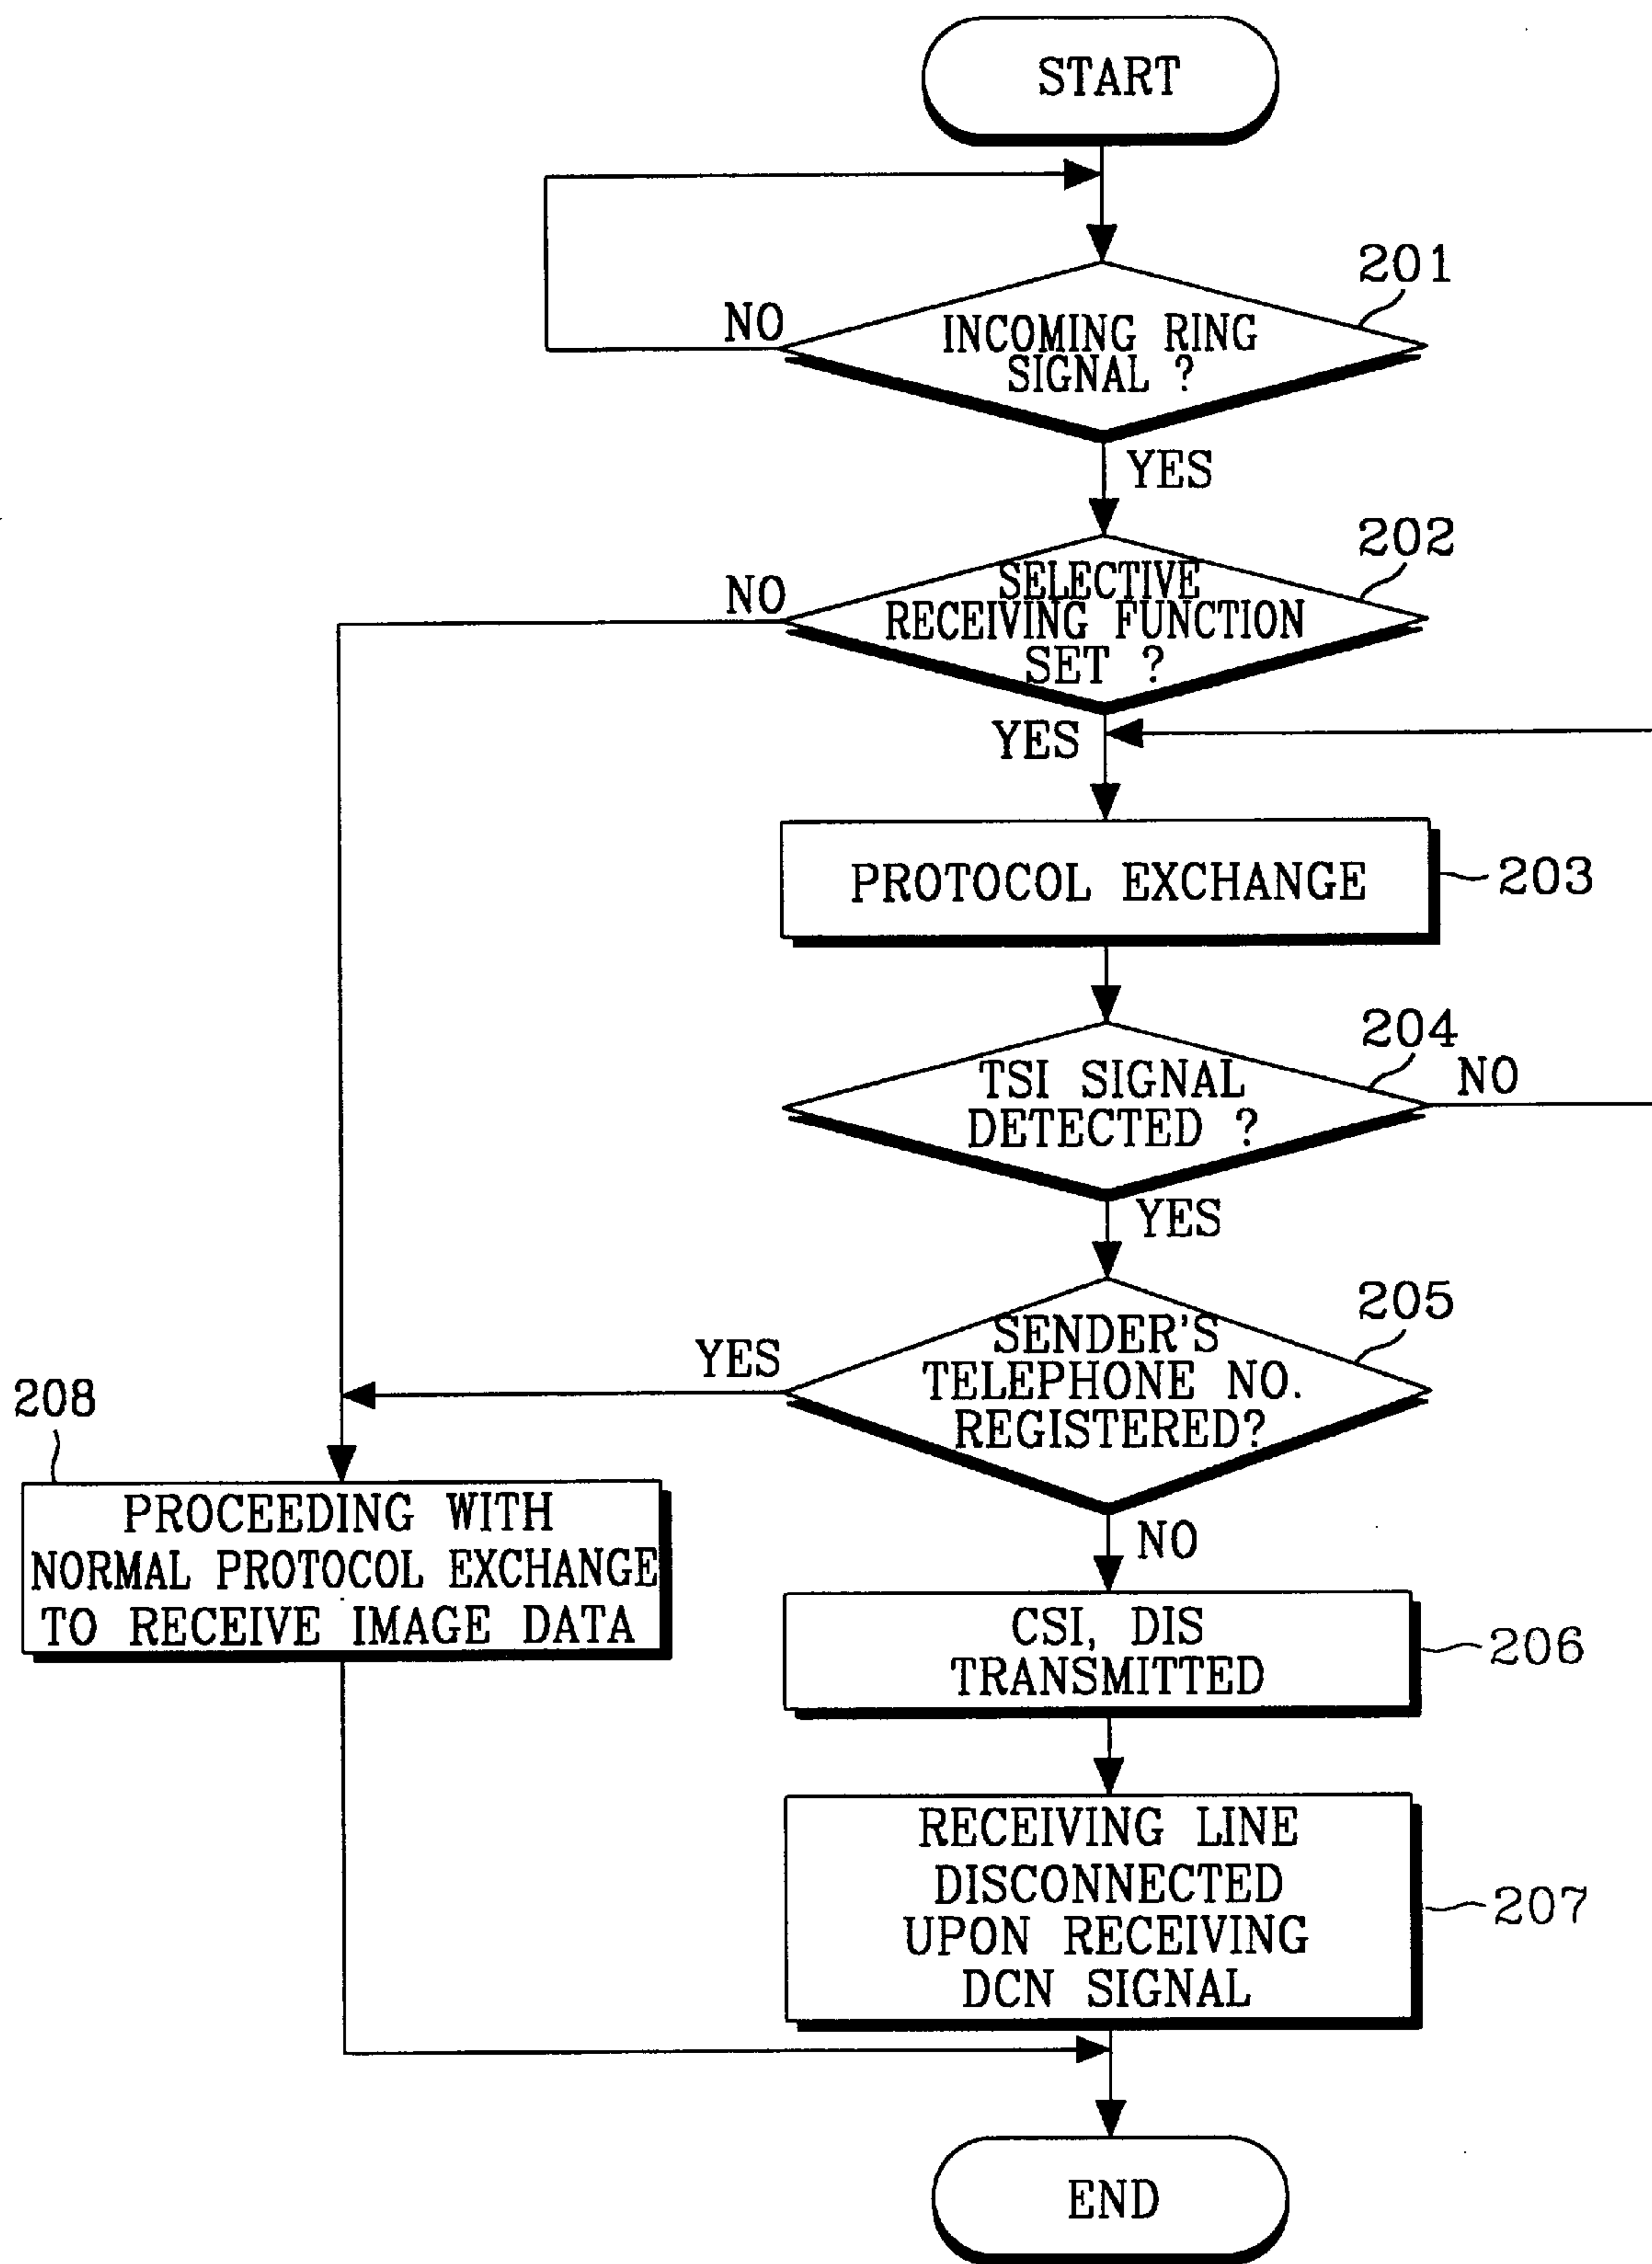 START
201
NO
INCOMING RING
SIGNAL ?
YES
202
NO
SELECTIVE
RECEIVING FUNCTION
SET ?
YES
PROTOCOL EXCHANGE
203
204
TSI SIGNAL
DETECTED ?
NO
YES
205
SENDER'S
TELEPHONE NO.
REGISTERED?
YES
208
PROCEEDING WITH
NORMAL PROTOCOL EXCHANGE
TO RECEIVE IMAGE DATA
NO
CSI, DIS
TRANSMITTED
206
RECEIVING LINE
DISCONNECTED
UPON RECEIVING
DCN SIGNAL
207
END